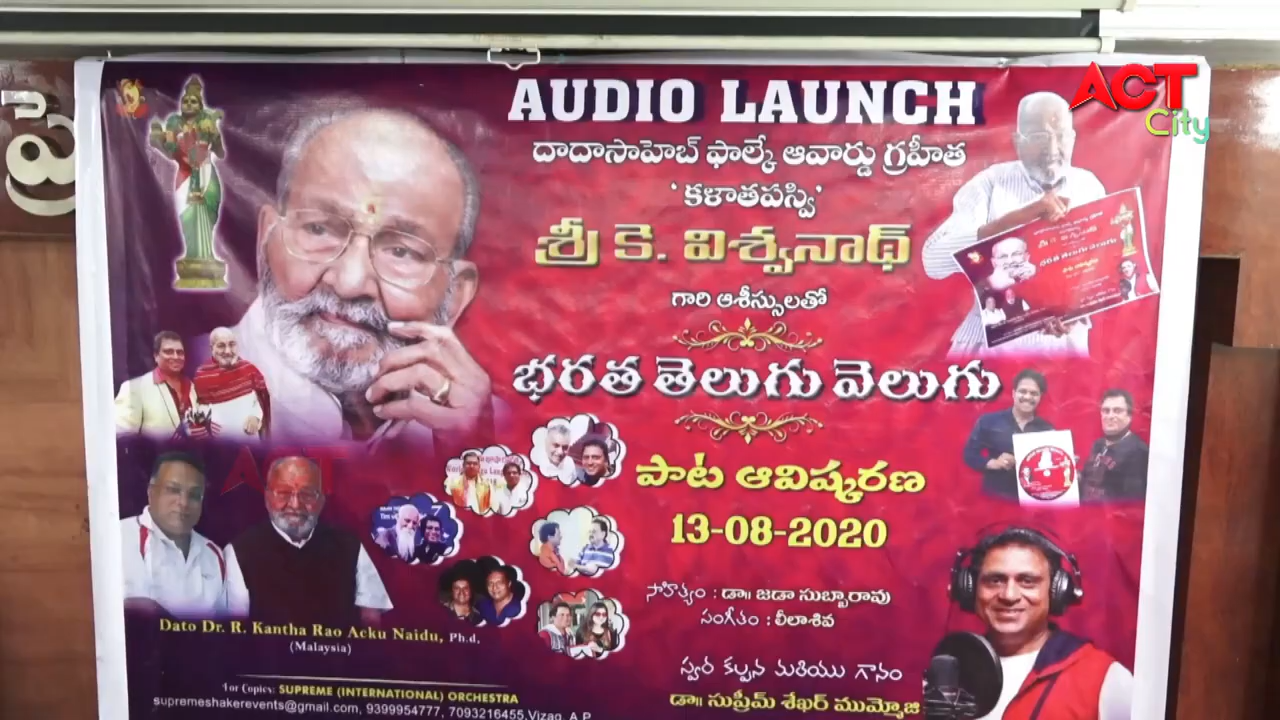 ప్రె
ACT
City
AUDIO LAUNCH
దాదాసాహెబ్ ఫాల్కే ఆవార్డు గ్రహీత
'కళాతపస్వి'
శ్రీ కె. విశ్వనాథ్
గారి ఆశీస్సులతో
భరత తెలుగు వెలుగు
పాట ఆవిష్కరణ
13-08-2020
సాహిత్యం : డా॥ జడా సుబ్బారావు
సంగీతం : లీలాశివ
స్వర కల్పన మరియు గానం
డా॥ సుప్రీమ్ శేఖర్ ముమ్మోజి
Dato Dr. R. Kantha Rao Acku Naidu, Ph.d,
(Malaysia)
For Copies: SUPREME (INTERNATIONAL) ORCHESTRA
supremeshakerevents@gmail.com, 9399954777, 7093216455,Vizag, A.P